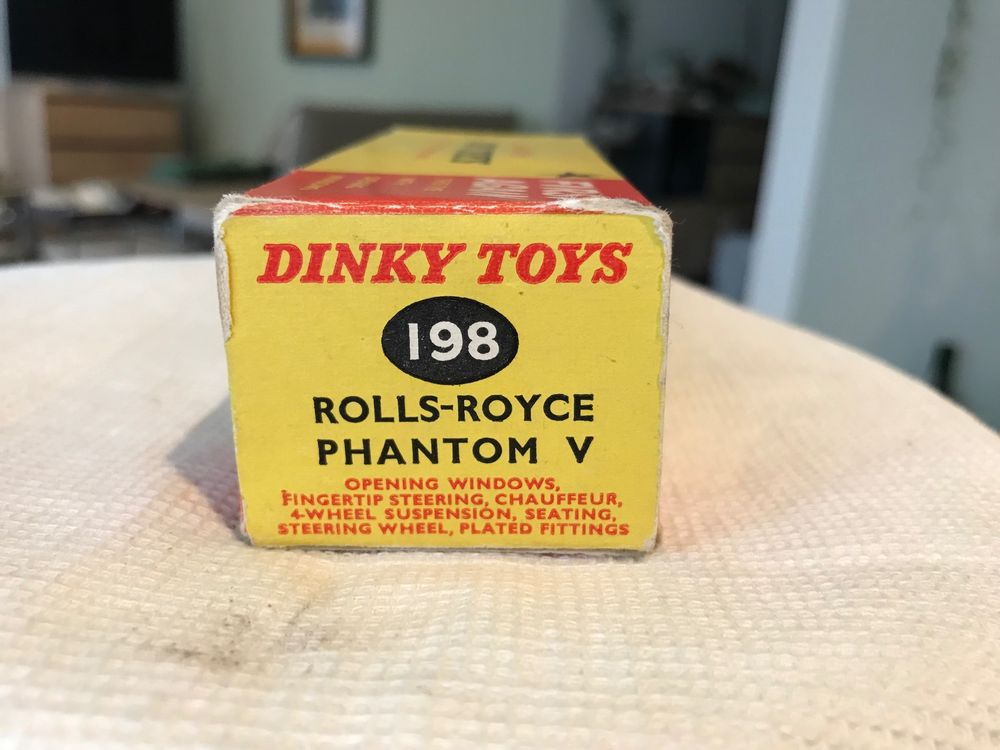 DINKY TOYS
198
ROLLS-ROYCE
PHANTOM V
OPENING WINDOWS,
FINGERTIP STEERING, CHAUFFEUR,
4-WHEEL SUSPENSION, SEATING,
STEERING WHEEL, PLATED FITTINGS